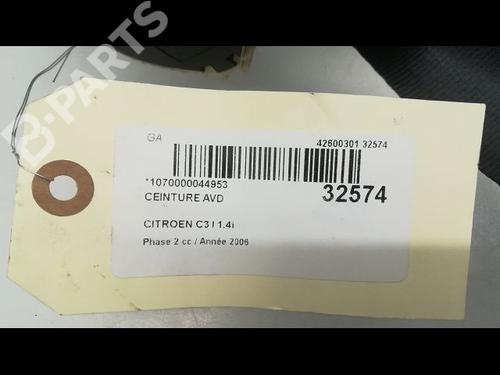 B-PARTS
GA
42600301 32574
*1070000044953
32574
CEINTURE AVD
CITROEN C3 I 1.4i
Phase 2 cc / Année 2006